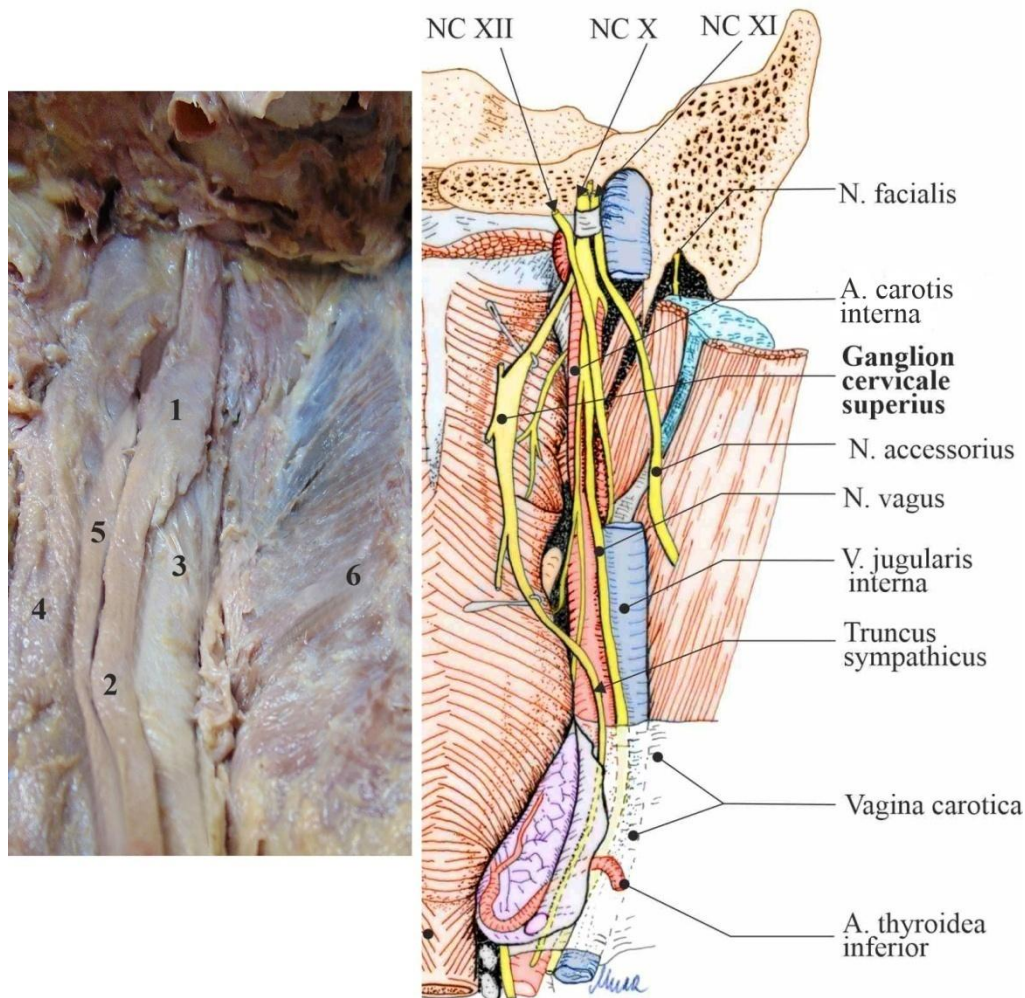 NC XII
NC X
NC XI
N. facialis
A. carotis
interna
Ganglion
cervicale
superius
N. accessorius
N. vagus
V. jugularis
interna
Truncus
sympathicus
Vagina carotica
A. thyroidea
inferior
1
5
3
4
6
2